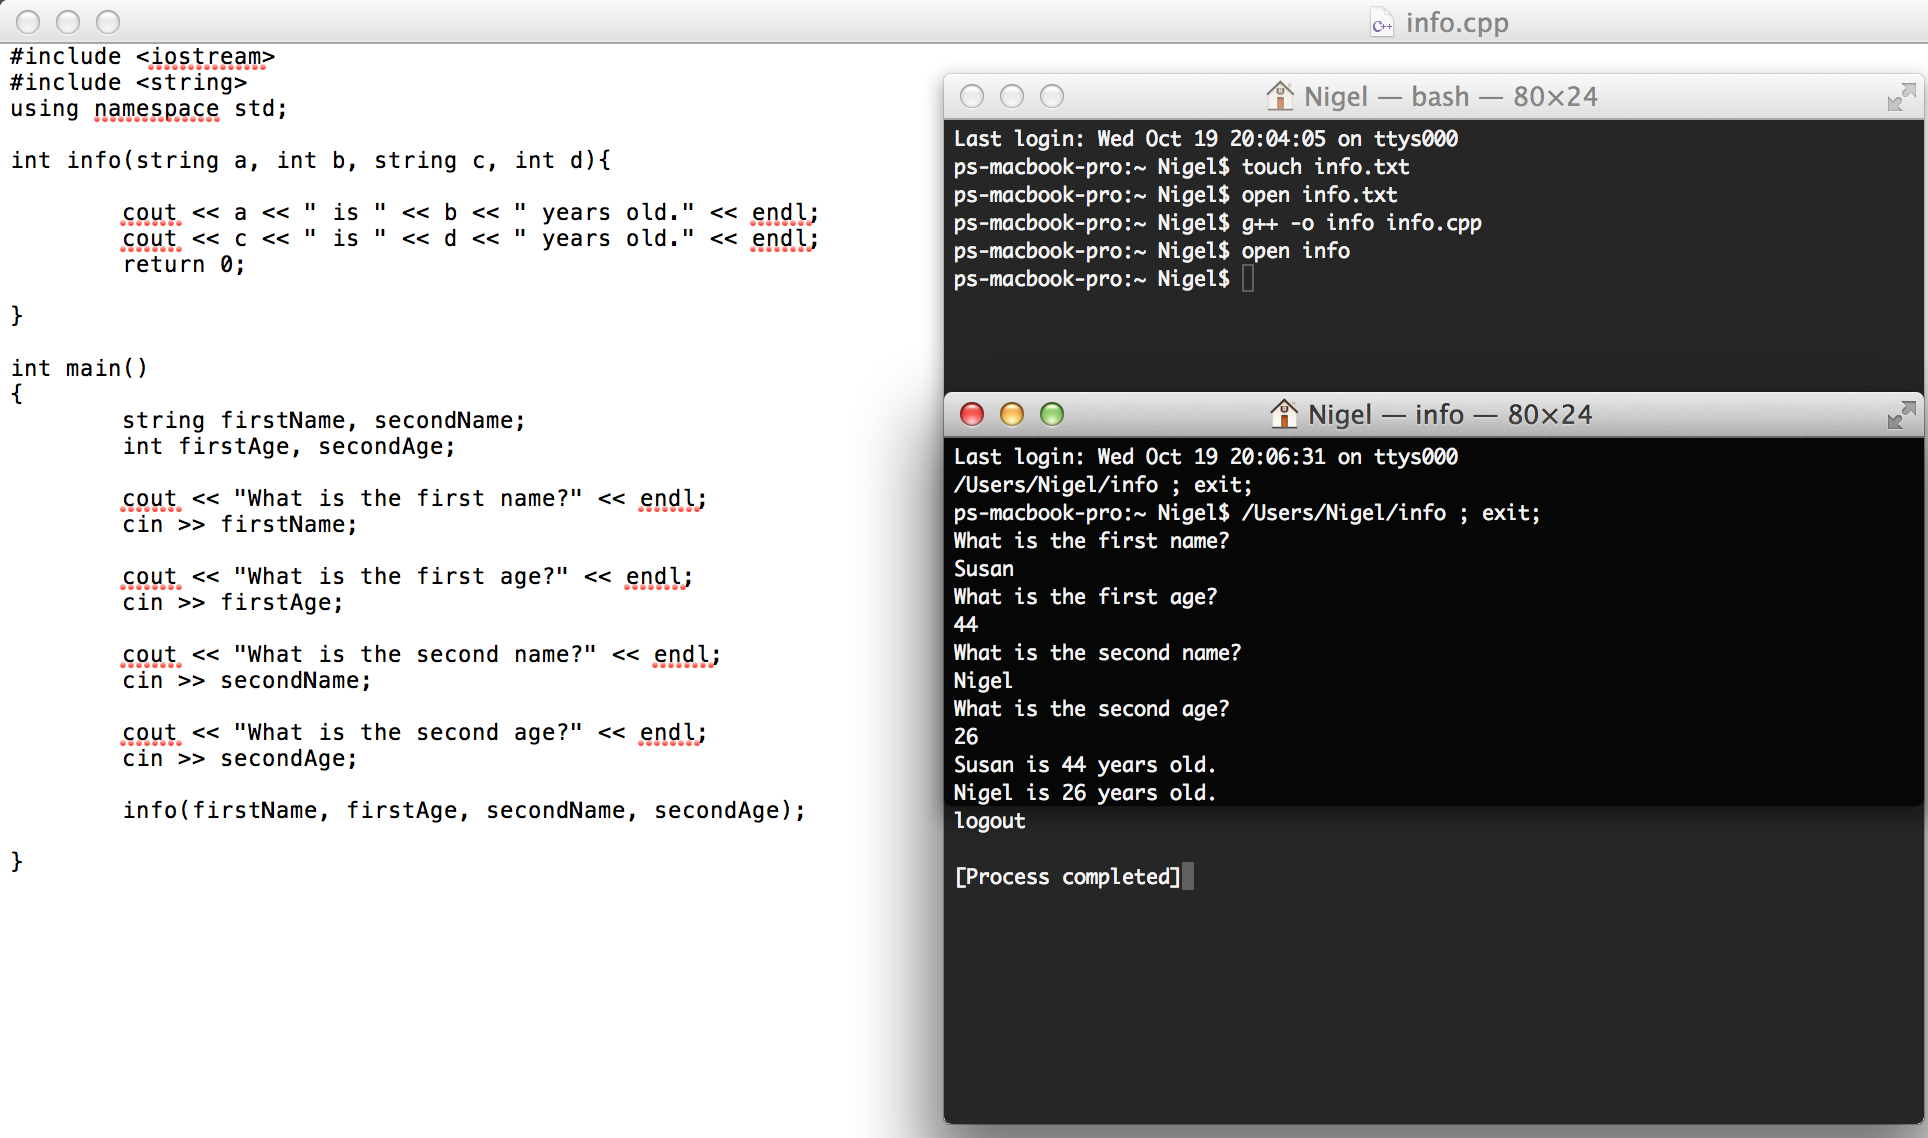 info.cpp
#include <iostream>
#include <string>
using namespace std;
int info(string a, int b, string c, int d){
cout << a << " is " << b << " years old." << endl;
cout << c << " is " << d << " years old." << endl;
return 0;
}
int main()
{
string firstName, secondName;
int firstAge, secondAge;
cout << "What is the first name?" << endl;
cin >> firstName;
cout << "What is the first age?" << endl;
cin >> firstAge;
cout << "What is the second name?" << endl;
cin >> secondName;
cout << "What is the second age?" << endl;
cin >> secondAge;
info(firstName, firstAge, secondName, secondAge);
}
Nigel — bash — 80×24
Last login: Wed Oct 19 20:04:05 on ttys000
ps-macbook-pro:~ Nigel$ touch info.txt
ps-macbook-pro:~ Nigel$ open info.txt
ps-macbook-pro:~ Nigel$ g++ -o info info.cpp
ps-macbook-pro:~ Nigel$ open info
ps-macbook-pro:~ Nigel$
Nigel — info — 80×24
Last login: Wed Oct 19 20:06:31 on ttys000
/Users/Nigel/info ; exit;
ps-macbook-pro:~ Nigel$ /Users/Nigel/info ; exit;
What is the first name?
Susan
What is the first age?
44
What is the second name?
Nigel
What is the second age?
26
Susan is 44 years old.
Nigel is 26 years old.
logout
[Process completed]